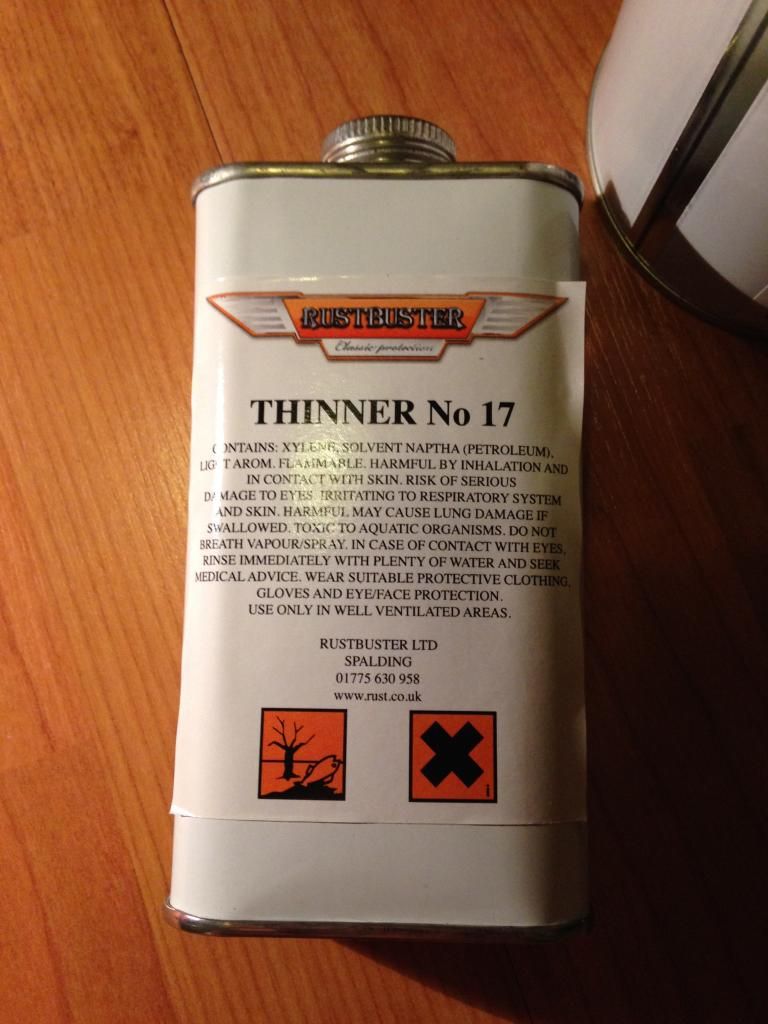 RUSTBUSTER
Classic protection
THINNER No 17
CONTAINS: XYLENE, SOLVENT NAPTHA (PETROLEUM),
LIGHT AROM. FLAMMABLE. HARMFUL BY INHALATION AND
IN CONTACT WITH SKIN. RISK OF SERIOUS
DAMAGE TO EYES. IRRITATING TO RESPIRATORY SYSTEM
AND SKIN. HARMFUL MAY CAUSE LUNG DAMAGE IF
SWALLOWED. TOXIC TO AQUATIC ORGANISMS. DO NOT
BREATH VAPOUR/SPRAY. IN CASE OF CONTACT WITH EYES,
RINSE IMMEDIATELY WITH PLENTY OF WATER AND SEEK
MEDICAL ADVICE. WEAR SUITABLE PROTECTIVE CLOTHING,
GLOVES AND EYE/FACE PROTECTION.
USE ONLY IN WELL VENTILATED AREAS.
RUSTBUSTER LTD
SPALDING
01775 630 958
www.rust.co.uk
i